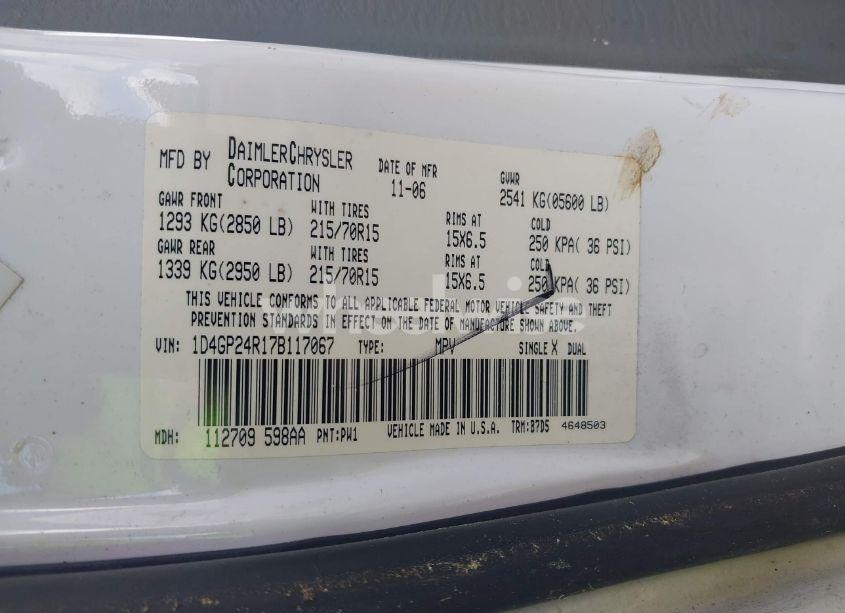 MFD BY DAIMLERCHRYSLER CORPORATION DATE OF MFR 11-06 GVWR 2541 KG(05600 LB)
GAWR FRONT WITH TIRES RIMS AT COLD
1293 KG(2850 LB) 215/70R15 15X6.5 250 KPA( 36 PSI)
GAWR REAR WITH TIRES RIMS AT COLD
1339 KG(2950 LB) 215/70R15 15X6.5 250 KPA( 36 PSI)
THIS VEHICLE CONFORMS TO ALL APPLICABLE FEDERAL MOTOR VEHICLE SAFETY AND THEFT
PREVENTION STANDARDS IN EFFECT ON THE DATE OF MANUFACTURE SHOWN ABOVE.
VIN: 1D4GP24R17B117067 TYPE: MPV SINGLE X DUAL
MDH: 112709 598AA PNT:PW1 VEHICLE MADE IN U.S.A. TRM:B7D5 4648503